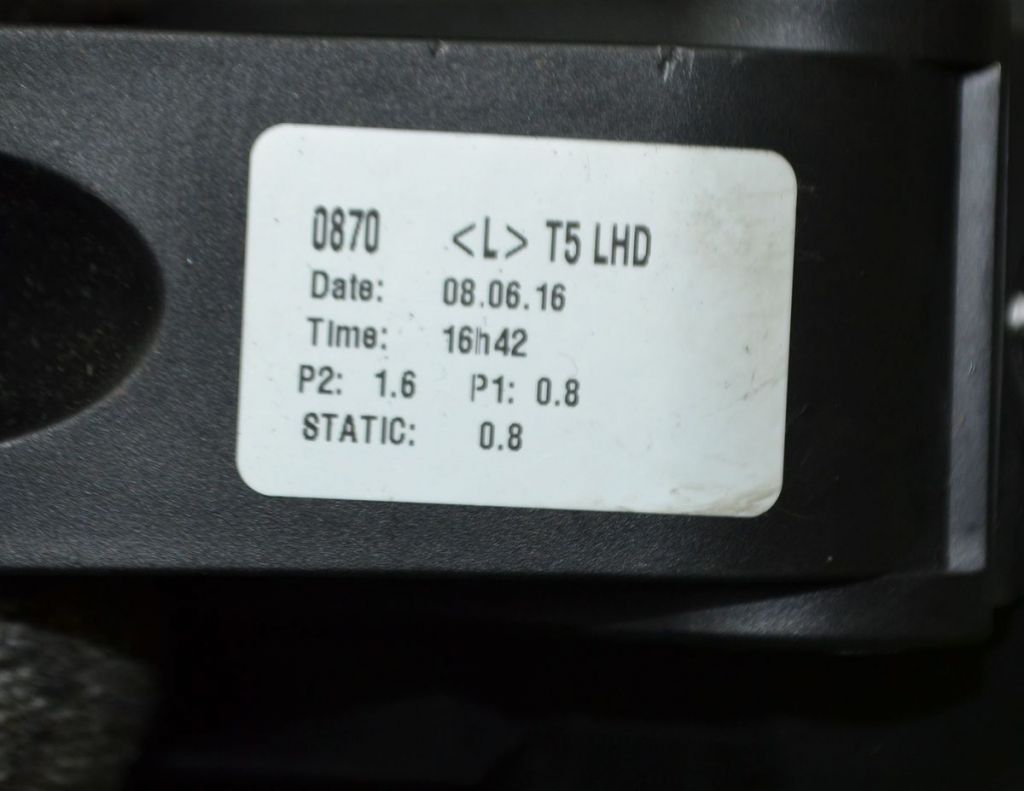 0870 <L> T5 LHD
Date: 08.06.16
Time: 16h42
P2: 1.6 P1: 0.8
STATIC: 0.8